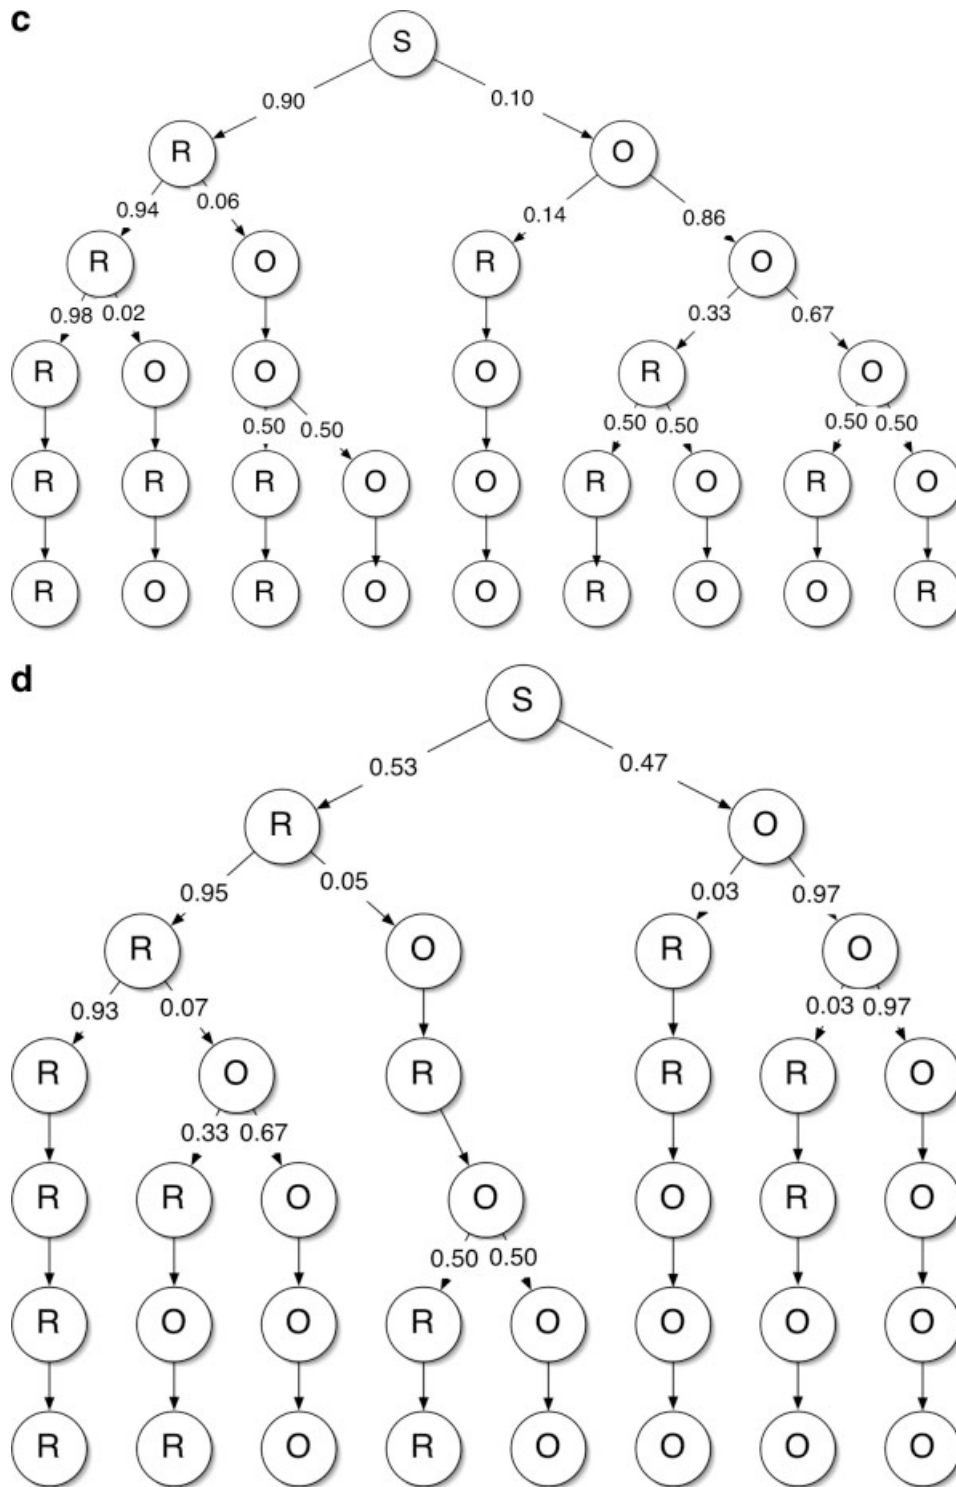 c
S
0.90 0.10
R O
0.94 0.06 0.14 0.86
R O R O
0.98 0.02 0.33 0.67
R O O O R O
0.50 0.50 0.50 0.50 0.50 0.50
R R R O O R O R O
R O R O O R O O R
d
S
0.53 0.47
R O
0.95 0.05 0.03 0.97
R O R O
0.93 0.07 0.03 0.97
R O R R R O
0.33 0.67
R R O O O R O
0.50 0.50
R O O R O O O O
R R O R O O O O